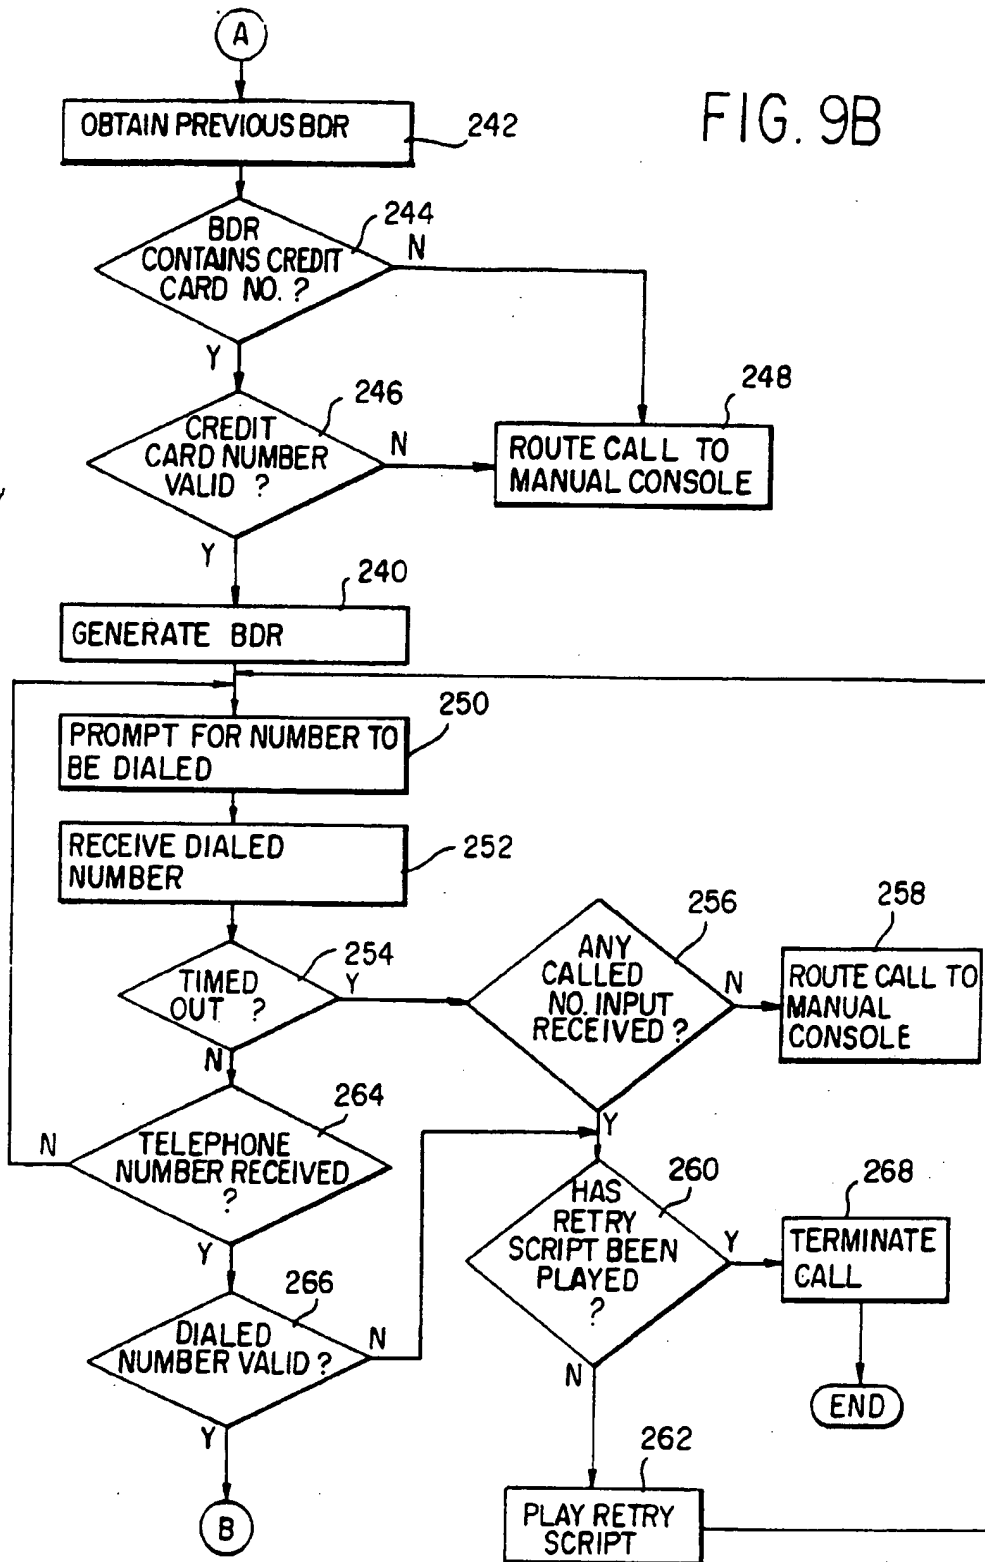 A
FIG. 9B
OBTAIN PREVIOUS BDR
242
BDR
CONTAINS CREDIT
CARD NO. ?
244
N
Y
CREDIT
CARD NUMBER
VALID ?
246
N
Y
248
ROUTE CALL TO
MANUAL CONSOLE
240
GENERATE BDR
250
PROMPT FOR NUMBER TO
BE DIALED
RECEIVE DIALED
NUMBER
252
TIMED
OUT ?
254
Y
N
ANY
CALLED
NO. INPUT
RECEIVED ?
256
N
Y
258
ROUTE CALL TO
MANUAL
CONSOLE
TELEPHONE
NUMBER RECEIVED
?
264
N
Y
HAS
RETRY
SCRIPT BEEN
PLAYED
?
260
Y
N
268
TERMINATE
CALL
END
DIALED
NUMBER VALID ?
266
N
Y
262
PLAY RETRY
SCRIPT
B